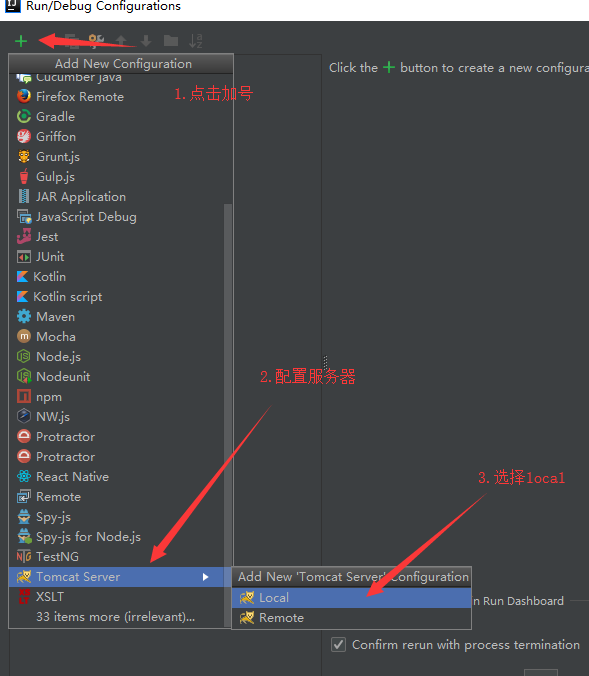 Run/Debug Configurations
Add New Configuration
Click the + button to create a new configura
Cucumber Java
1.点击加号
Firefox Remote
Gradle
Griffon
Grunt.js
Gulp.js
JAR Application
JavaScript Debug
Jest
JUnit
Kotlin
Kotlin script
Maven
Mocha
Node.js
2.配置服务器
Nodeunit
npm
NW.js
Protractor
Protractor
React Native
3.选择local
Remote
Spy-js
Spy-js for Node.js
TestNG
Tomcat Server
Add New 'Tomcat Server' Configuration
XSLT
Local
n Run Dashboard
33 items more (irrelevant)...
Remote
Confirm rerun with process termination